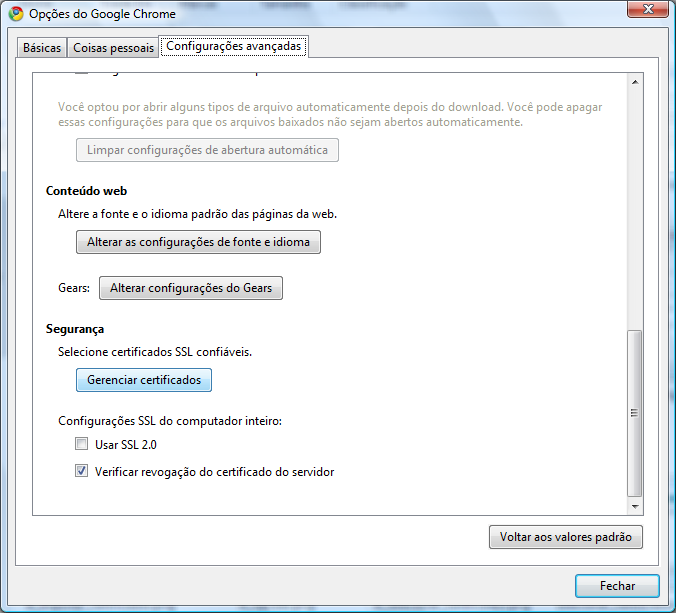 Opções do Google Chrome
Básicas
Coisas pessoais
Configurações avançadas
Você optou por abrir alguns tipos de arquivo automaticamente depois do download. Você pode apagar
essas configurações para que os arquivos baixados não sejam abertos automaticamente.
Limpar configurações de abertura automática
Conteúdo web
Altere a fonte e o idioma padrão das páginas da web.
Alterar as configurações de fonte e idioma
Gears: Alterar configurações do Gears
Segurança
Selecione certificados SSL confiáveis.
Gerenciar certificados
Configurações SSL do computador inteiro:
Usar SSL 2.0
Verificar revogação do certificado do servidor
Voltar aos valores padrão
Fechar